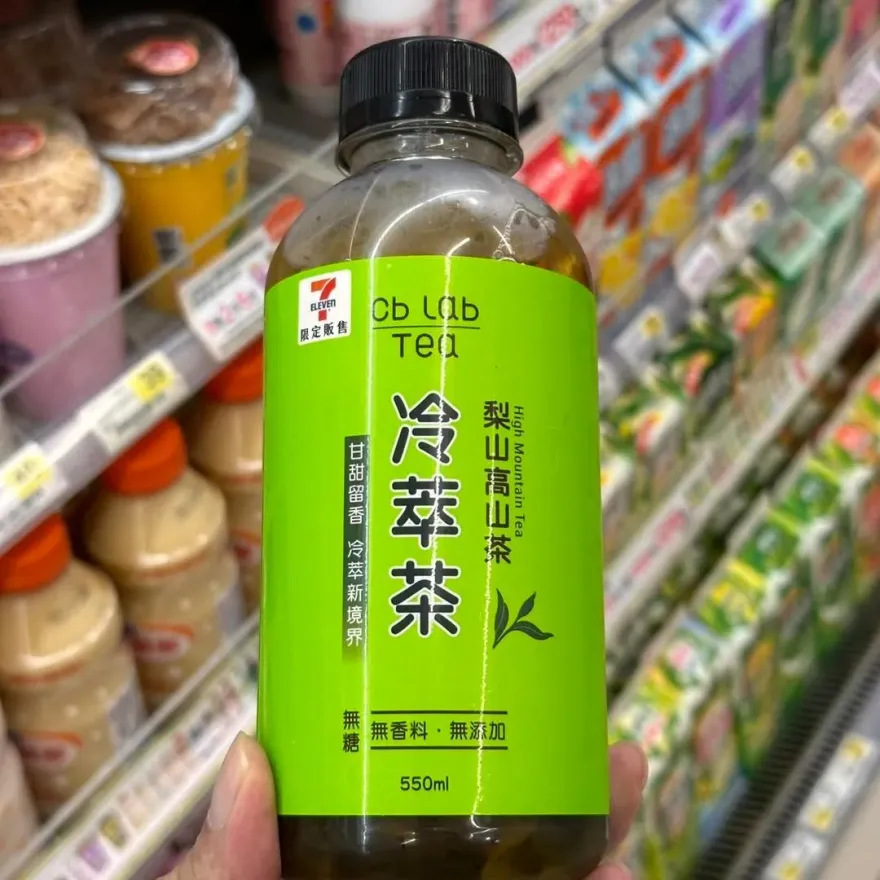 7
ELEVEN
限定販售
Cb Lab
Tea
梨山高山茶
High Mountain Tea
冷萃茶
甘甜留香 冷萃新境界
無糖
無香料・無添加
550ml